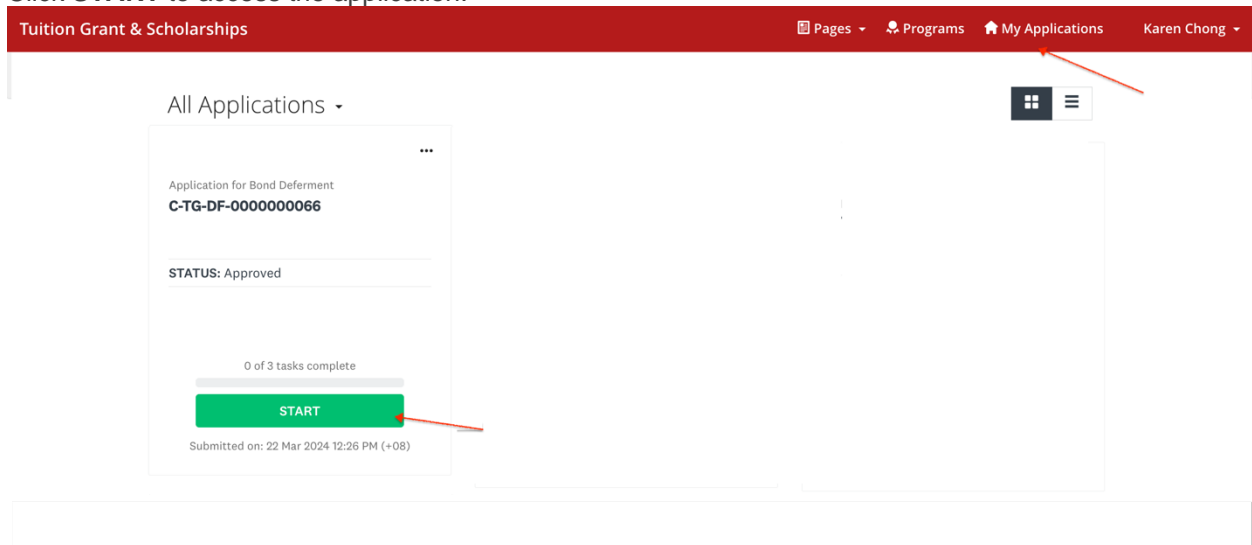 Click START to access the application.
Tuition Grant & Scholarships Pages Programs My Applications Karen Chong
All Applications
Application for Bond Deferment
C-TG-DF-0000000066
STATUS: Approved
0 of 3 tasks complete
START
Submitted on: 22 Mar 2024 12:26 PM (+08)